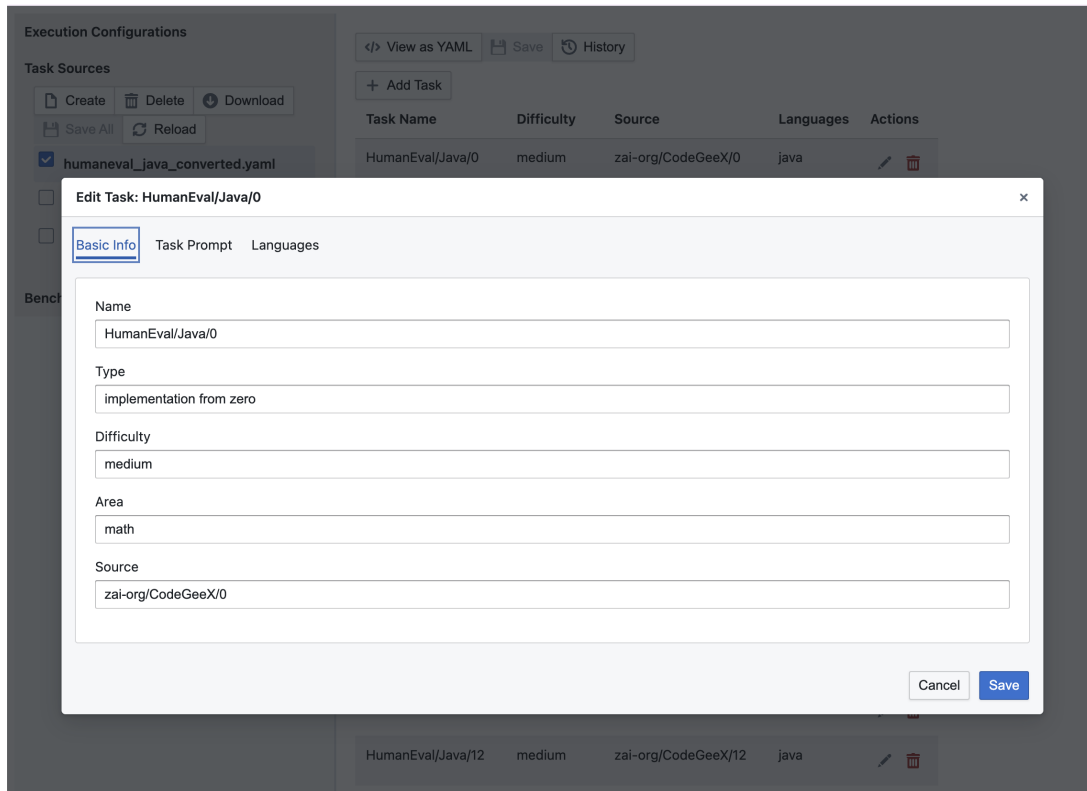 Execution Configurations
</> View as YAML Save History
Task Sources
+ Add Task
Create Delete Download
Save All Reload
Task Name Difficulty Source Languages Actions
humaneval_java_converted.yaml
HumanEval/Java/0 medium zai-org/CodeGeeX/0 java
Edit Task: HumanEval/Java/0 ×
Basic Info Task Prompt Languages
Bench
Name
HumanEval/Java/0
Type
implementation from zero
Difficulty
medium
Area
math
Source
zai-org/CodeGeeX/0
Cancel Save
HumanEval/Java/12 medium zai-org/CodeGeeX/12 java